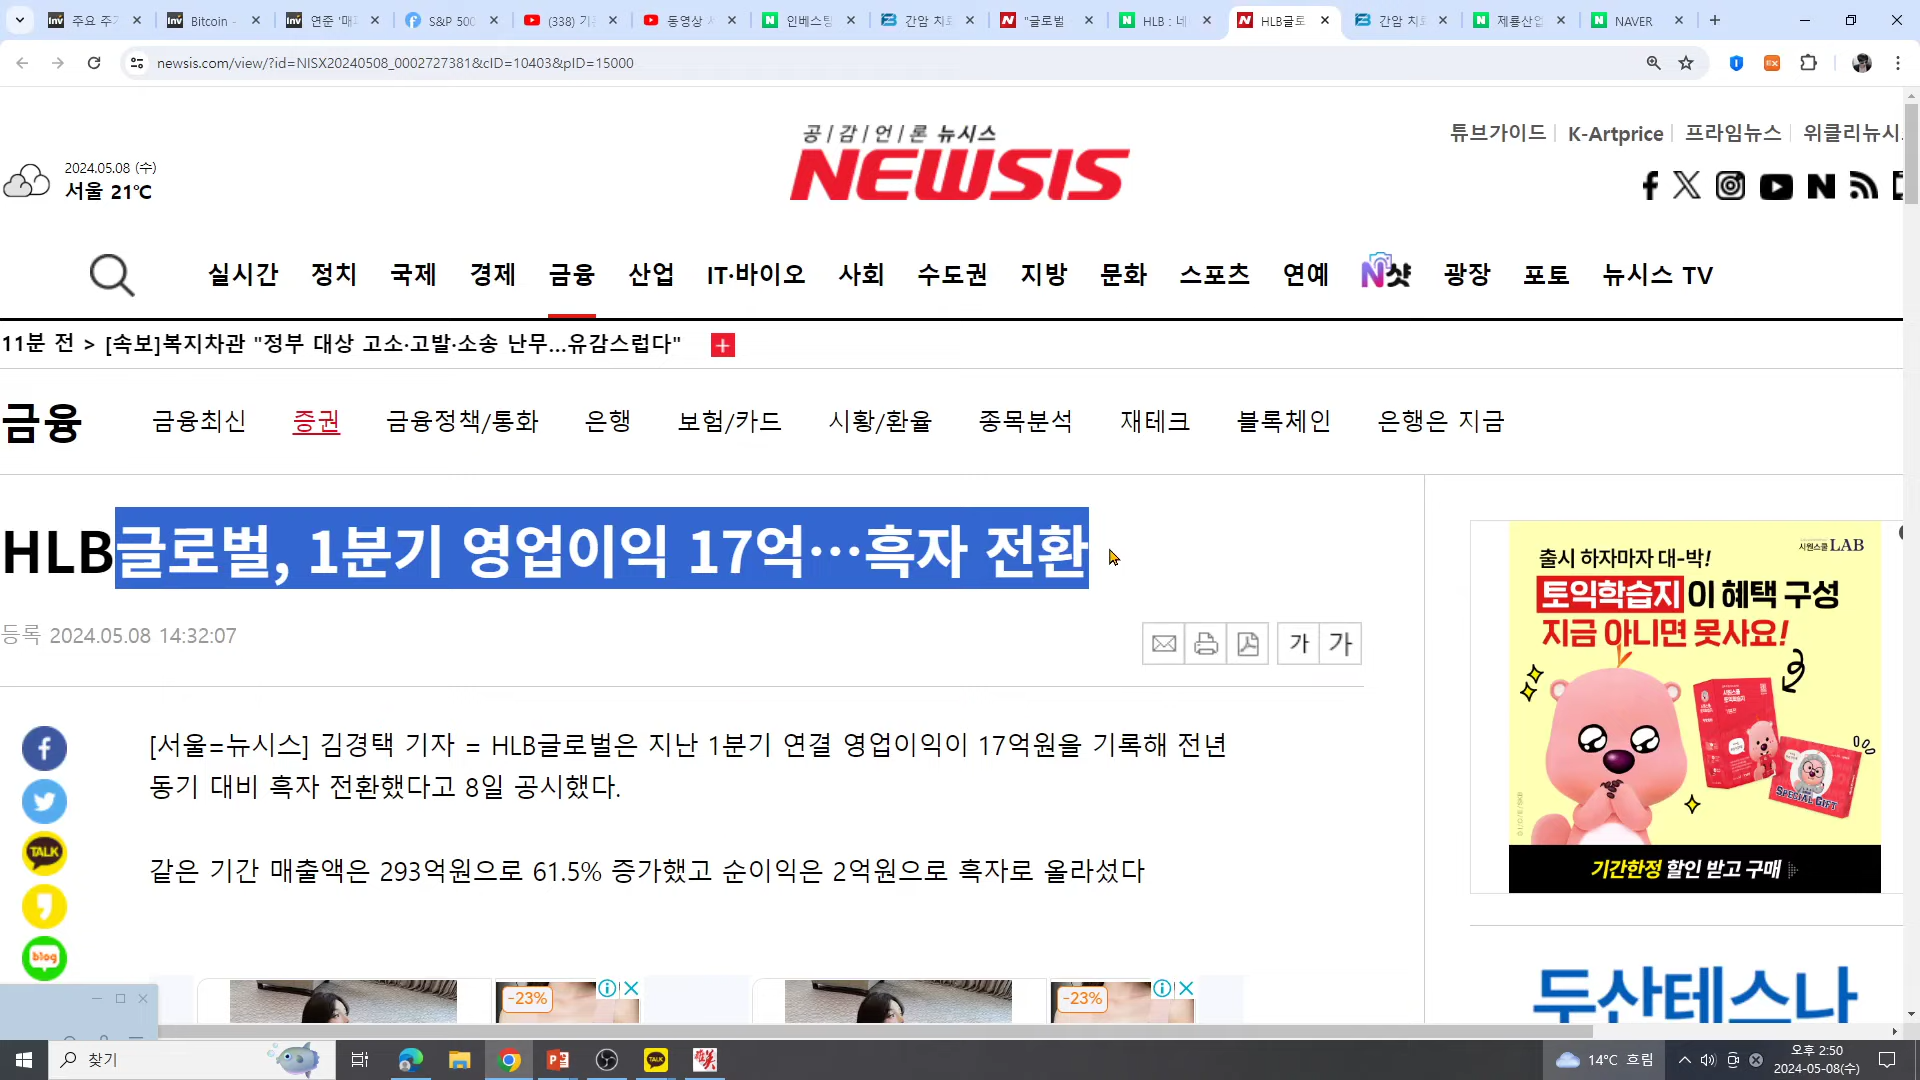 주요 주가
Bitcoin -
연준 '매파
S&P 500
(338) 기
동영상
인베스팅
간암 치료
"글로벌
HLB : 네
HLB글로
간암 치료
제룡산업
NAVER
newsis.com/view/?id=NISX20240508_0002727381&cID=10403&pID=15000
2024.05.08 (수)
서울 21℃
공/감/언/론 뉴시스
NEWSIS
튜브가이드 K-Artprice 프라임뉴스 위클리뉴시
실시간 정치 국제 경제 금융 산업 IT·바이오 사회 수도권 지방 문화 스포츠 연예 N샷 광장 포토 뉴시스 TV
11분 전 > [속보]복지차관 "정부 대상 고소·고발·소송 난무…유감스럽다"
금융 금융최신 증권 금융정책/통화 은행 보험/카드 시황/환율 종목분석 재테크 블록체인 은행은 지금
HLB글로벌, 1분기 영업이익 17억…흑자 전환
등록 2024.05.08 14:32:07
가 가
[서울=뉴시스] 김경택 기자 = HLB글로벌은 지난 1분기 연결 영업이익이 17억원을 기록해 전년
동기 대비 흑자 전환했다고 8일 공시했다.
같은 기간 매출액은 293억원으로 61.5% 증가했고 순이익은 2억원으로 흑자로 올라섰다
TALK
blog
-23%
-23%
시원스쿨LAB
출시 하자마자 대-박!
토익학습지 이 혜택 구성
지금 아니면 못사요!
SPECIAL GIFT
기간한정 할인 받고 구매
두산테스나
찾기
TALK
14°C 흐림
오후 2:50
2024-05-08(수)